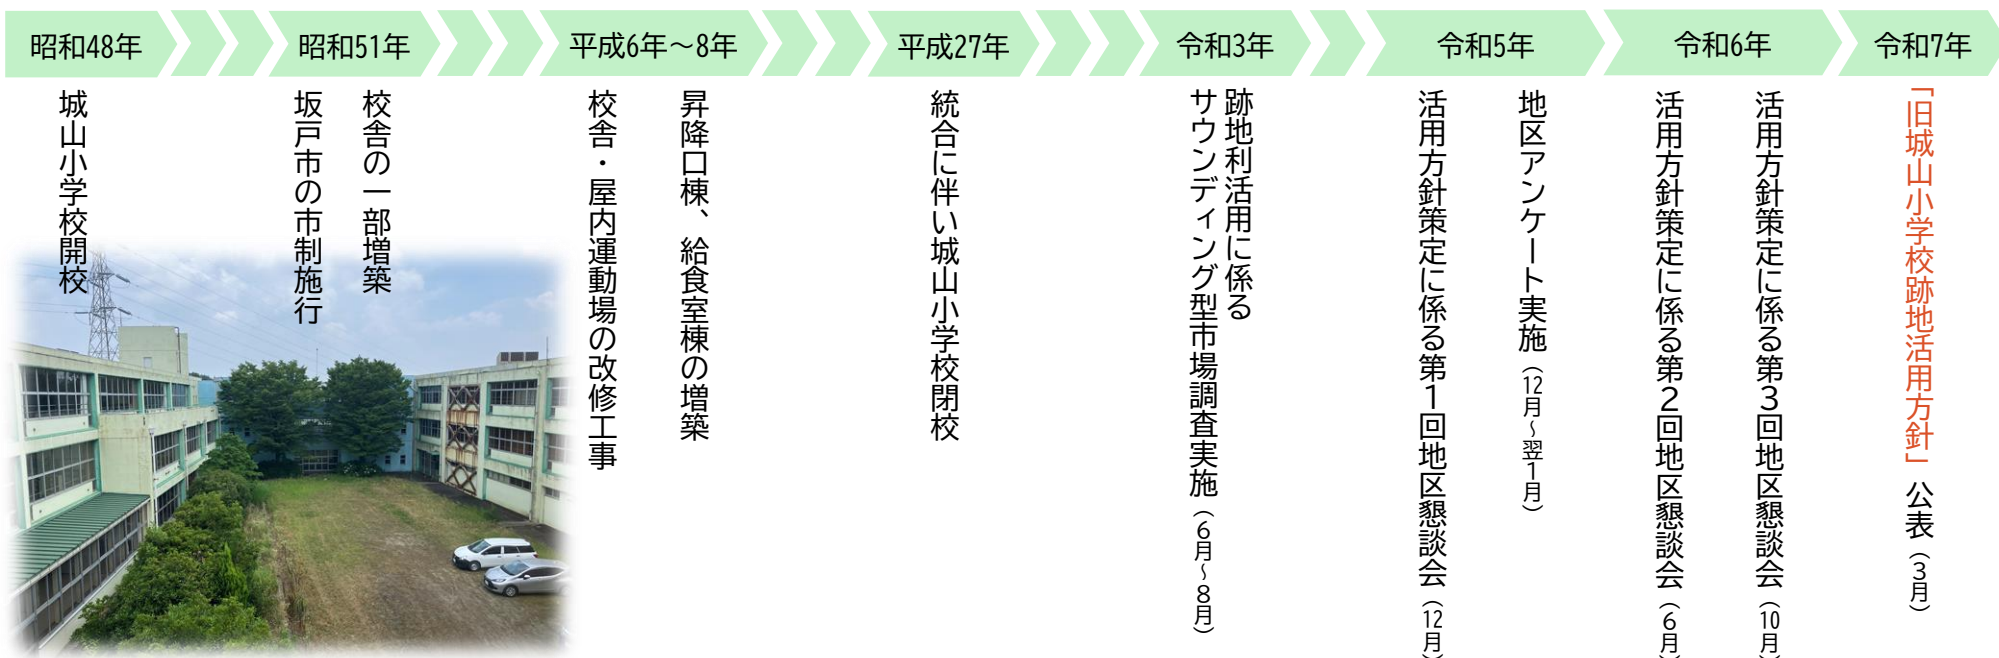 昭和48年
城山小学校開校
昭和51年
坂戸市の市制施行
校舎の一部増築
平成6年～8年
校舎・屋内運動場の改修工事
昇降口棟、給食室棟の増築
平成27年
統合に伴い城山小学校閉校
令和3年
跡地利活用に係る
サウンディング型市場調査実施（6月～8月）
令和5年
活用方針策定に係る第1回地区懇談会（12月）
地区アンケート実施（12月～翌1月）
令和6年
活用方針策定に係る第2回地区懇談会（6月）
活用方針策定に係る第3回地区懇談会（10月）
令和7年
「旧城山小学校跡地活用方針」公表（3月）